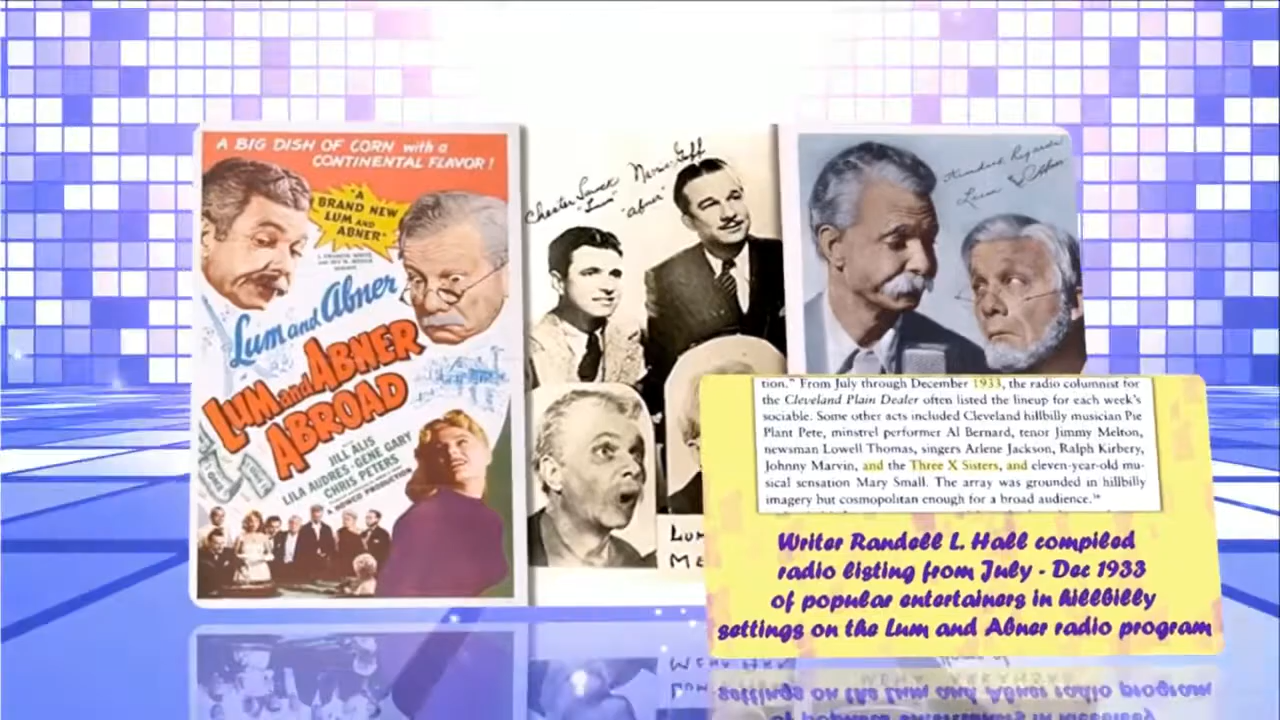 A BIG DISH OF CORN with a
CONTINENTAL FLAVOR!
"A
BRAND NEW
LUM AND
ABNER"
Lum and Abner
LUM and ABNER
ABROAD
JILL ALIS
LILA AUDRES · GENE GARY
CHRIS PETERS
A HOWCO PRODUCTION
Chester Lauck
"Lum"
Norris Goff
"abner"
Lum
tion." From July through December 1933, the radio columnist for
the Cleveland Plain Dealer often listed the lineup for each week's
sociable. Some other acts included Cleveland hillbilly musician Pie
Plant Pete, minstrel performer Al Bernard, tenor Jimmy Melton,
newsman Lowell Thomas, singers Arlene Jackson, Ralph Kirbery,
Johnny Marvin, and the Three X Sisters, and eleven-year-old mu-
sical sensation Mary Small. The array was grounded in hillbilly
imagery but cosmopolitan enough for a broad audience.
Writer Randell L. Hall compiled
radio listing from July - Dec 1933
of popular entertainers in hillbilly
settings on the Lum and Abner radio program